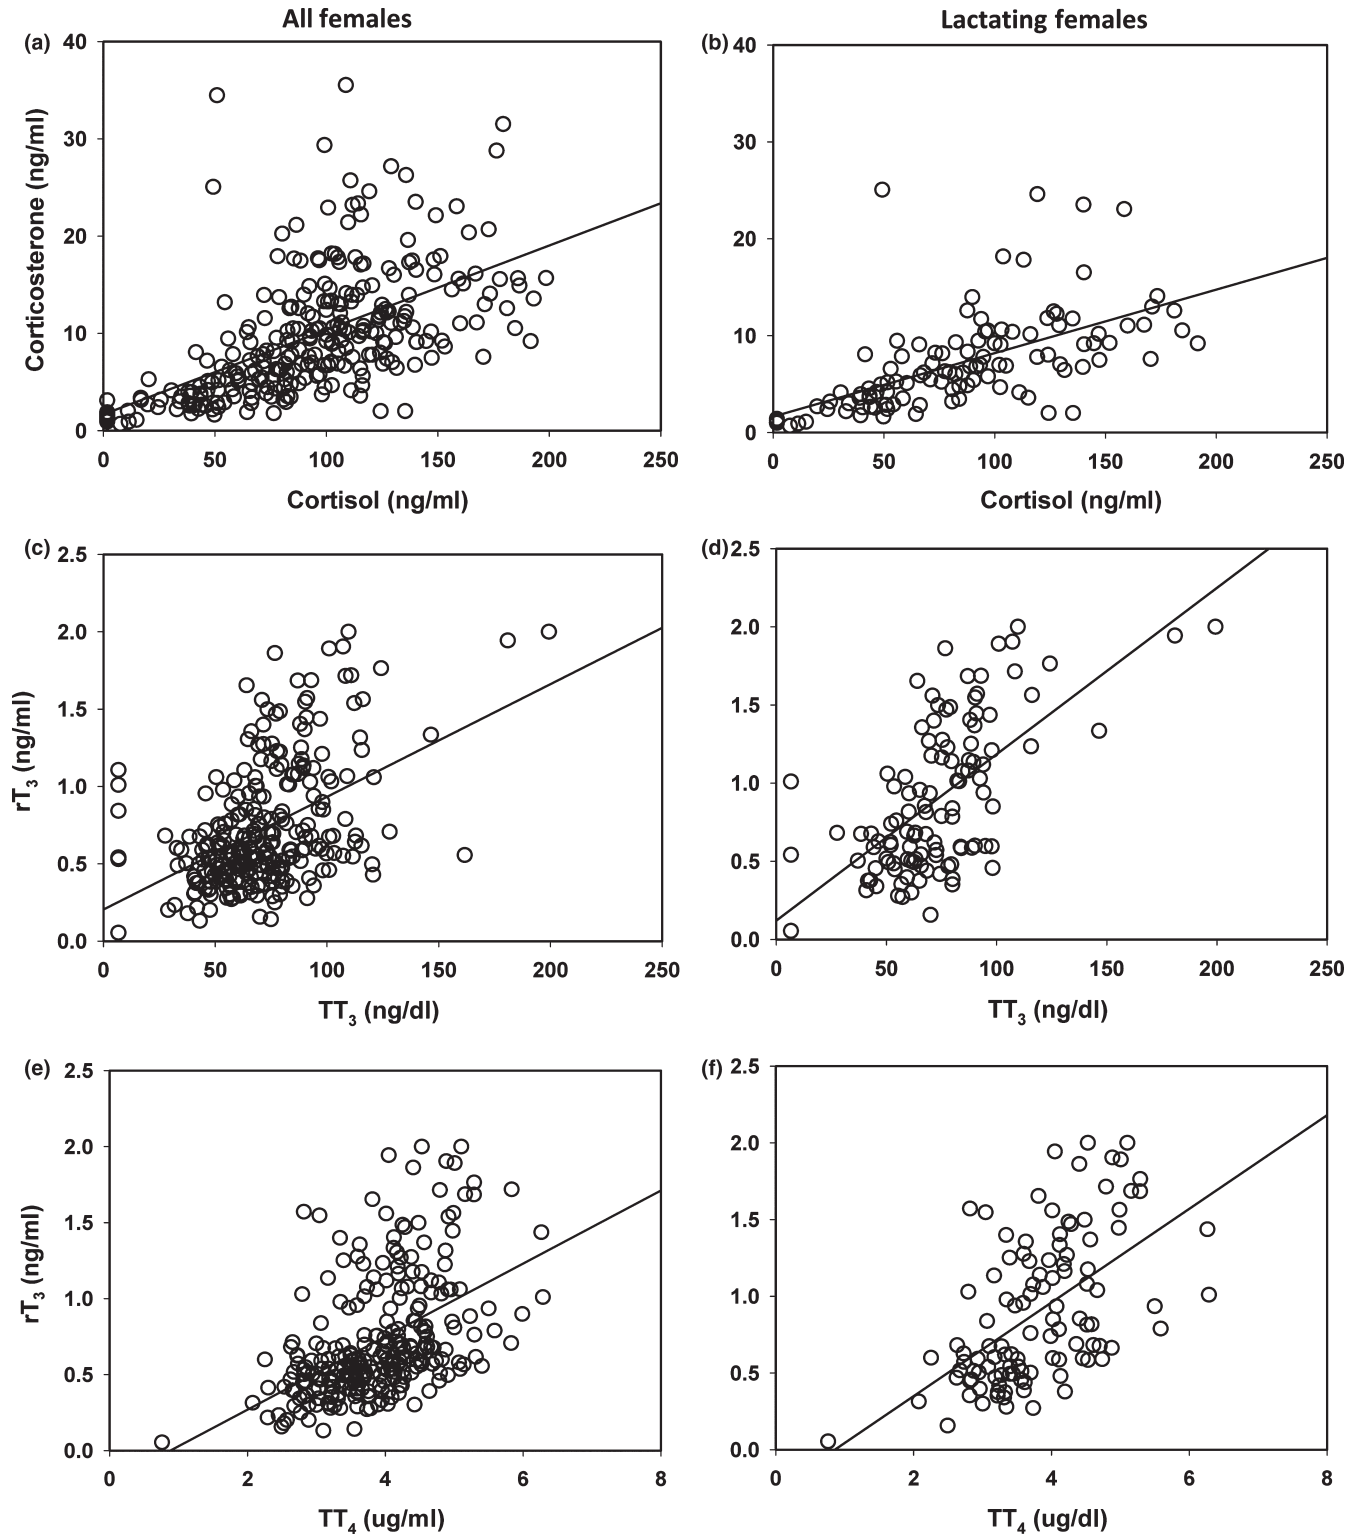 All females
Lactating females
(a)
40
30
20
10
0
Corticosterone (ng/ml)
0 50 100 150 200 250
Cortisol (ng/ml)
(b)
40
30
20
10
0
0 50 100 150 200 250
Cortisol (ng/ml)
(c)
2.5
2.0
1.5
1.0
0.5
0.0
rT3 (ng/ml)
0 50 100 150 200 250
TT3 (ng/dl)
(d)
2.5
2.0
1.5
1.0
0.5
0.0
0 50 100 150 200 250
TT3 (ng/dl)
(e)
2.5
2.0
1.5
1.0
0.5
0.0
rT3 (ng/ml)
0 2 4 6 8
TT4 (ug/ml)
(f)
2.5
2.0
1.5
1.0
0.5
0.0
0 2 4 6 8
TT4 (ug/dl)